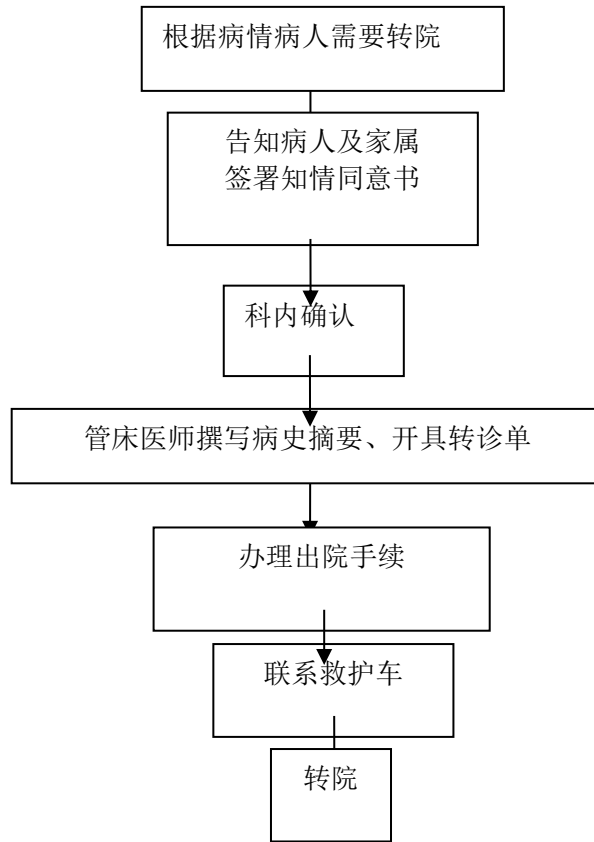 根据病情病人需要转院
告知病人及家属
签署知情同意书
科内确认
管床医师撰写病史摘要、开具转诊单
办理出院手续
联系救护车
转院